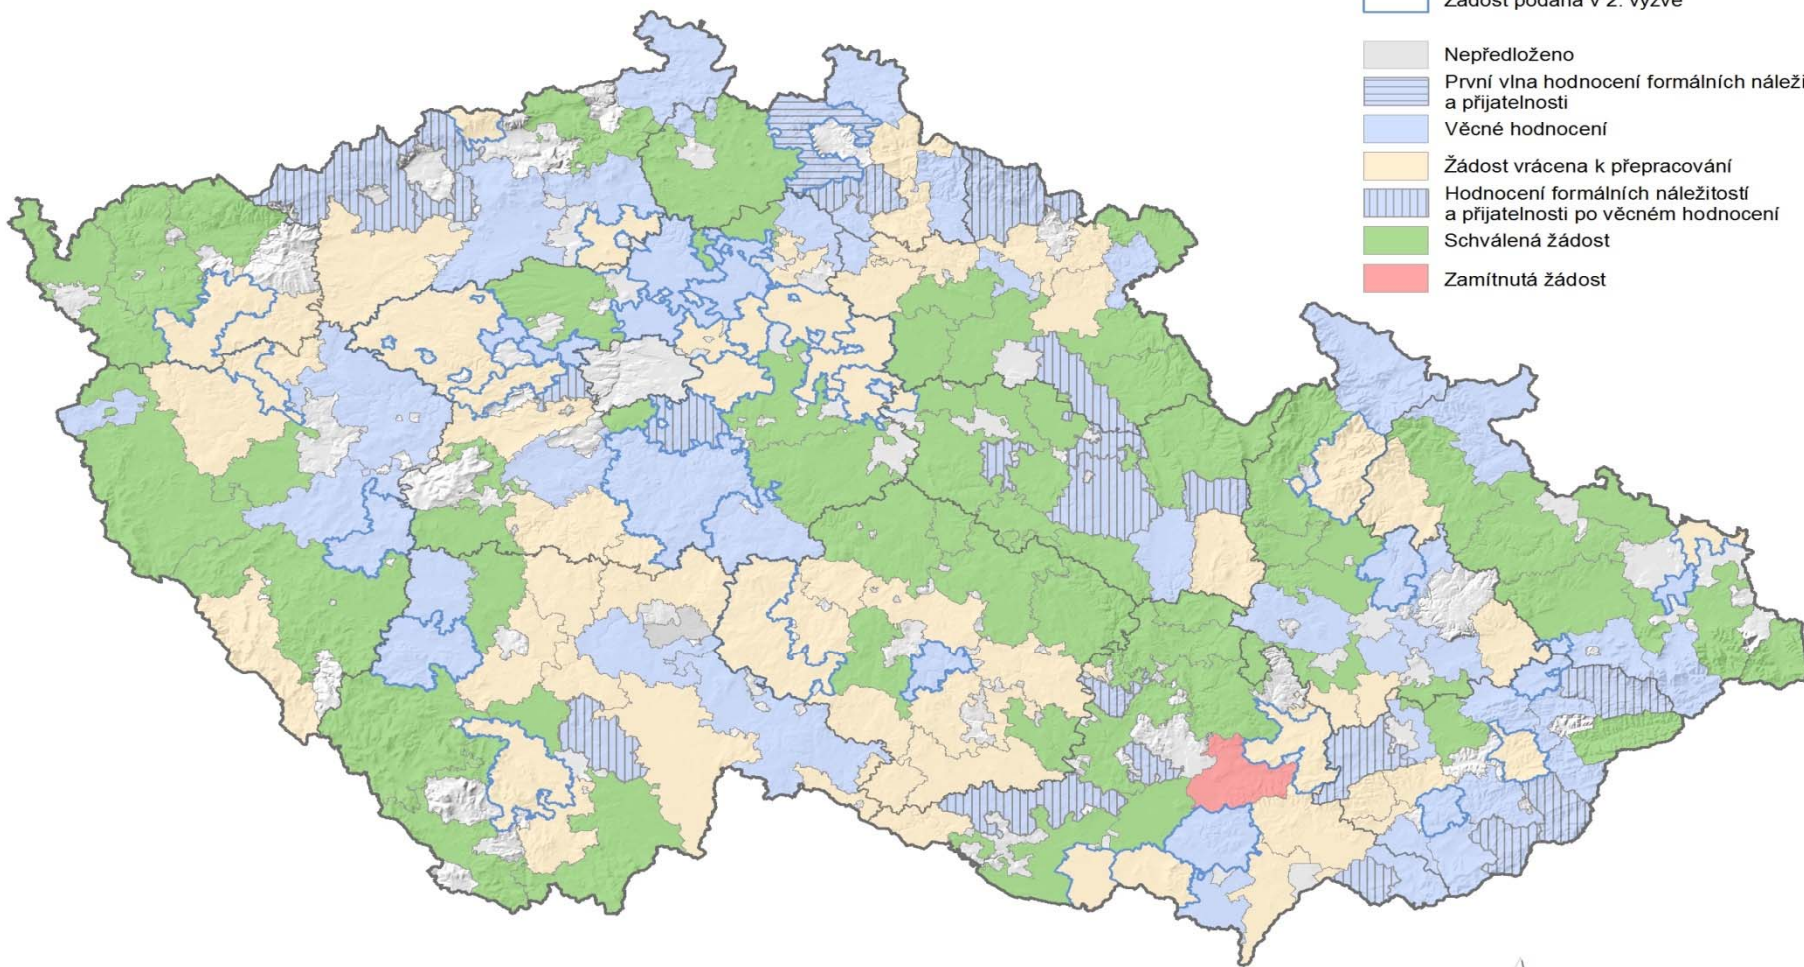 Žádost podaná v 2. výzvě
Nepředloženo
První vlna hodnocení formálních náleži
a přijatelnosti
Věcné hodnocení
Žádost vrácena k přepracování
Hodnocení formálních náležitostí
a přijatelnosti po věcném hodnocení
Schválená žádost
Zamítnutá žádost